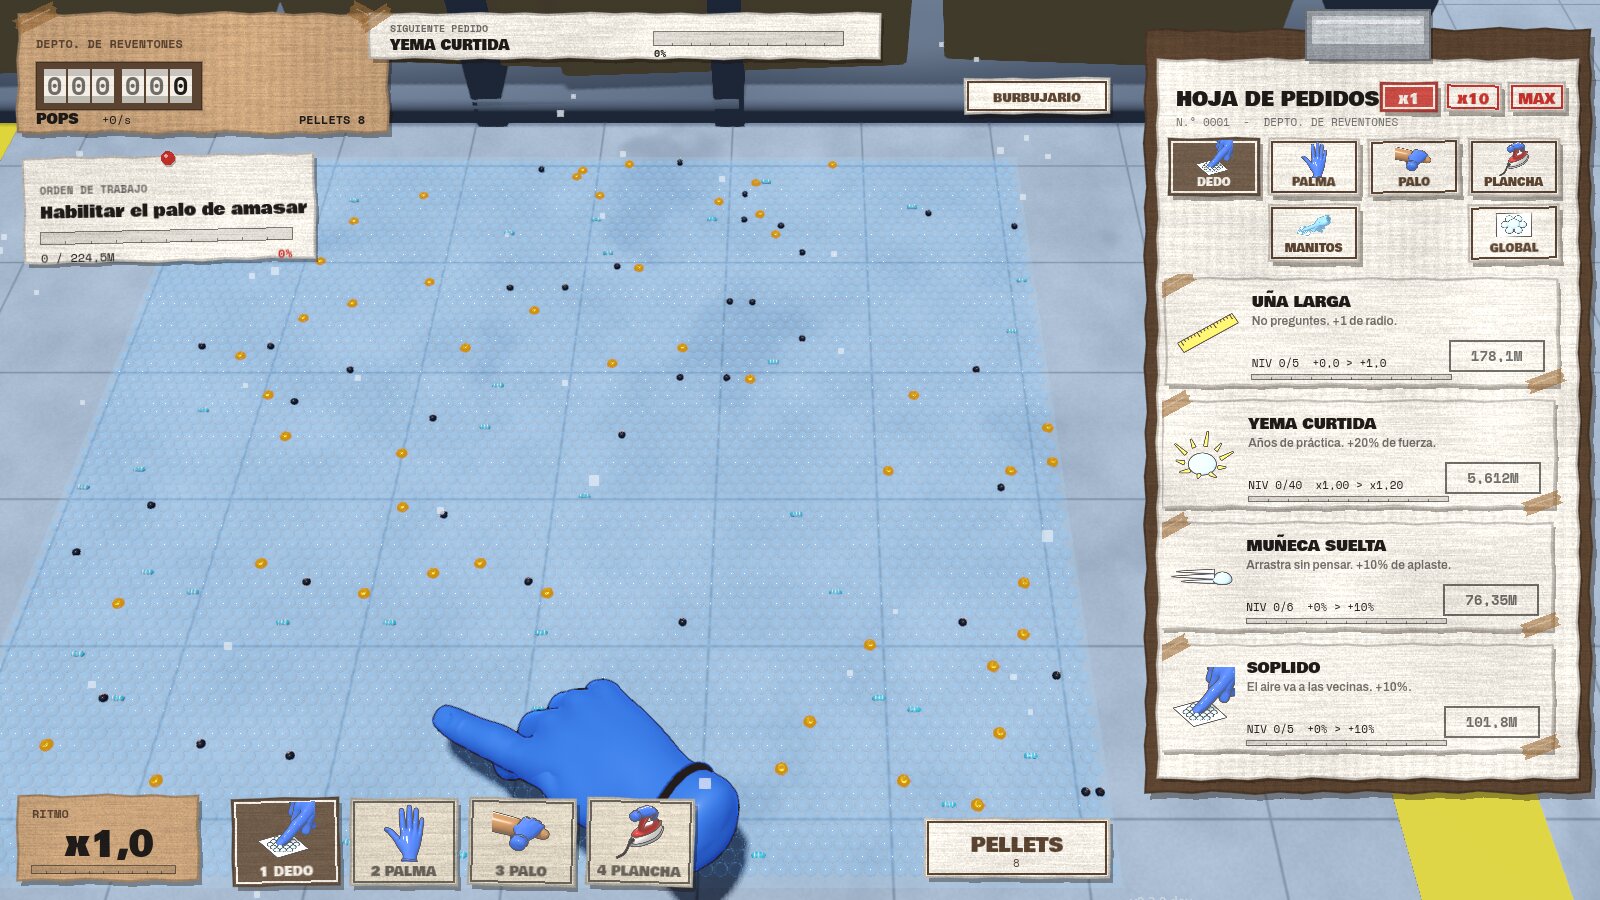 DEPTO. DE REVENTONES
000 000
POPS +0/s PELLETS 8
SIGUIENTE PEDIDO
YEMA CURTIDA
0%
BURBUJARIO
ORDEN DE TRABAJO
Habilitar el palo de amasar
0 / 224,5M 0%
HOJA DE PEDIDOS x1 x10 MAX
N.° 0001 - DEPTO. DE REVENTONES
DEDO PALMA PALO PLANCHA
MANITOS GLOBAL
UÑA LARGA
No preguntes. +1 de radio.
NIV 0/5 +0,0 > +1,0 178,1M
YEMA CURTIDA
Años de práctica. +20% de fuerza.
NIV 0/40 x1,00 > x1,20 5,612M
MUÑECA SUELTA
Arrastra sin pensar. +10% de aplaste.
NIV 0/6 +0% > +10% 76,35M
SOPLIDO
El aire va a las vecinas. +10%.
NIV 0/5 +0% > +10% 101,8M
RITMO
x1,0
1 DEDO 2 PALMA 3 PALO 4 PLANCHA
PELLETS
8